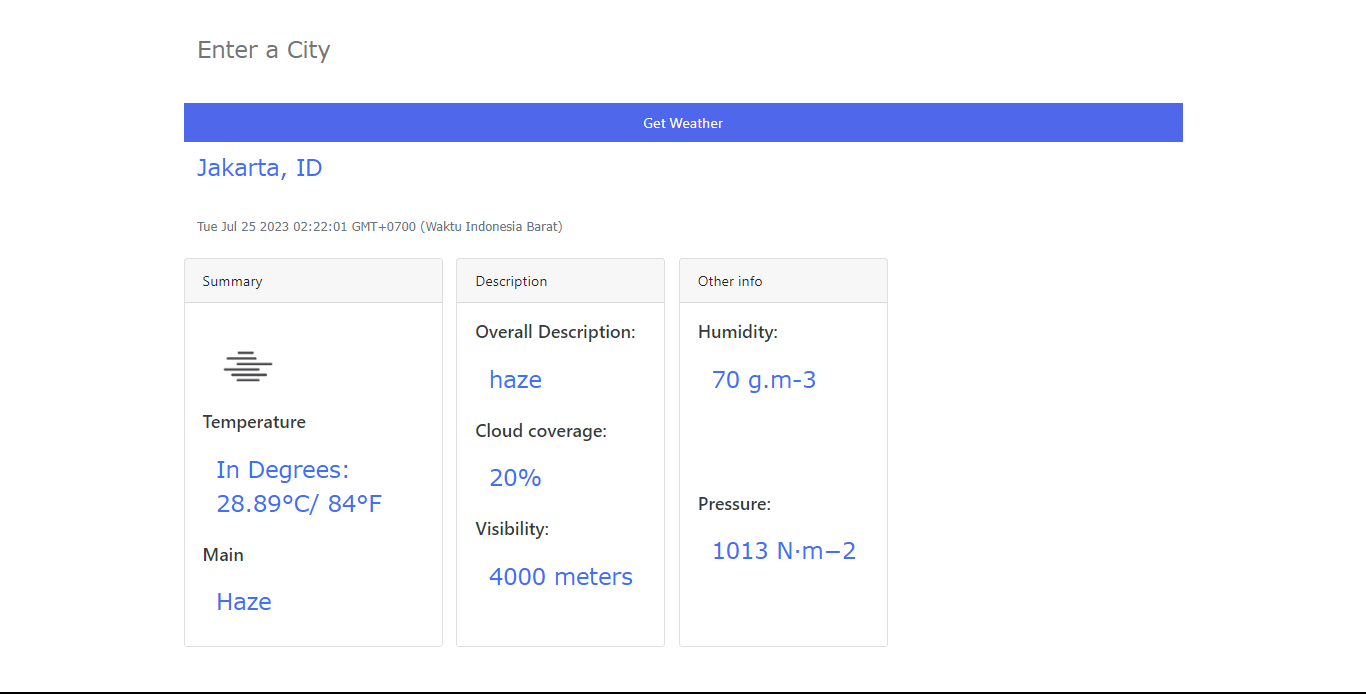 Enter a City
Get Weather
Jakarta, ID
Tue Jul 25 2023 02:22:01 GMT+0700 (Waktu Indonesia Barat)
Summary
Temperature
In Degrees:
28.89°C/ 84°F
Main
Haze
Description
Overall Description:
haze
Cloud coverage:
20%
Visibility:
4000 meters
Other info
Humidity:
70 g.m-3
Pressure:
1013 N·m−2